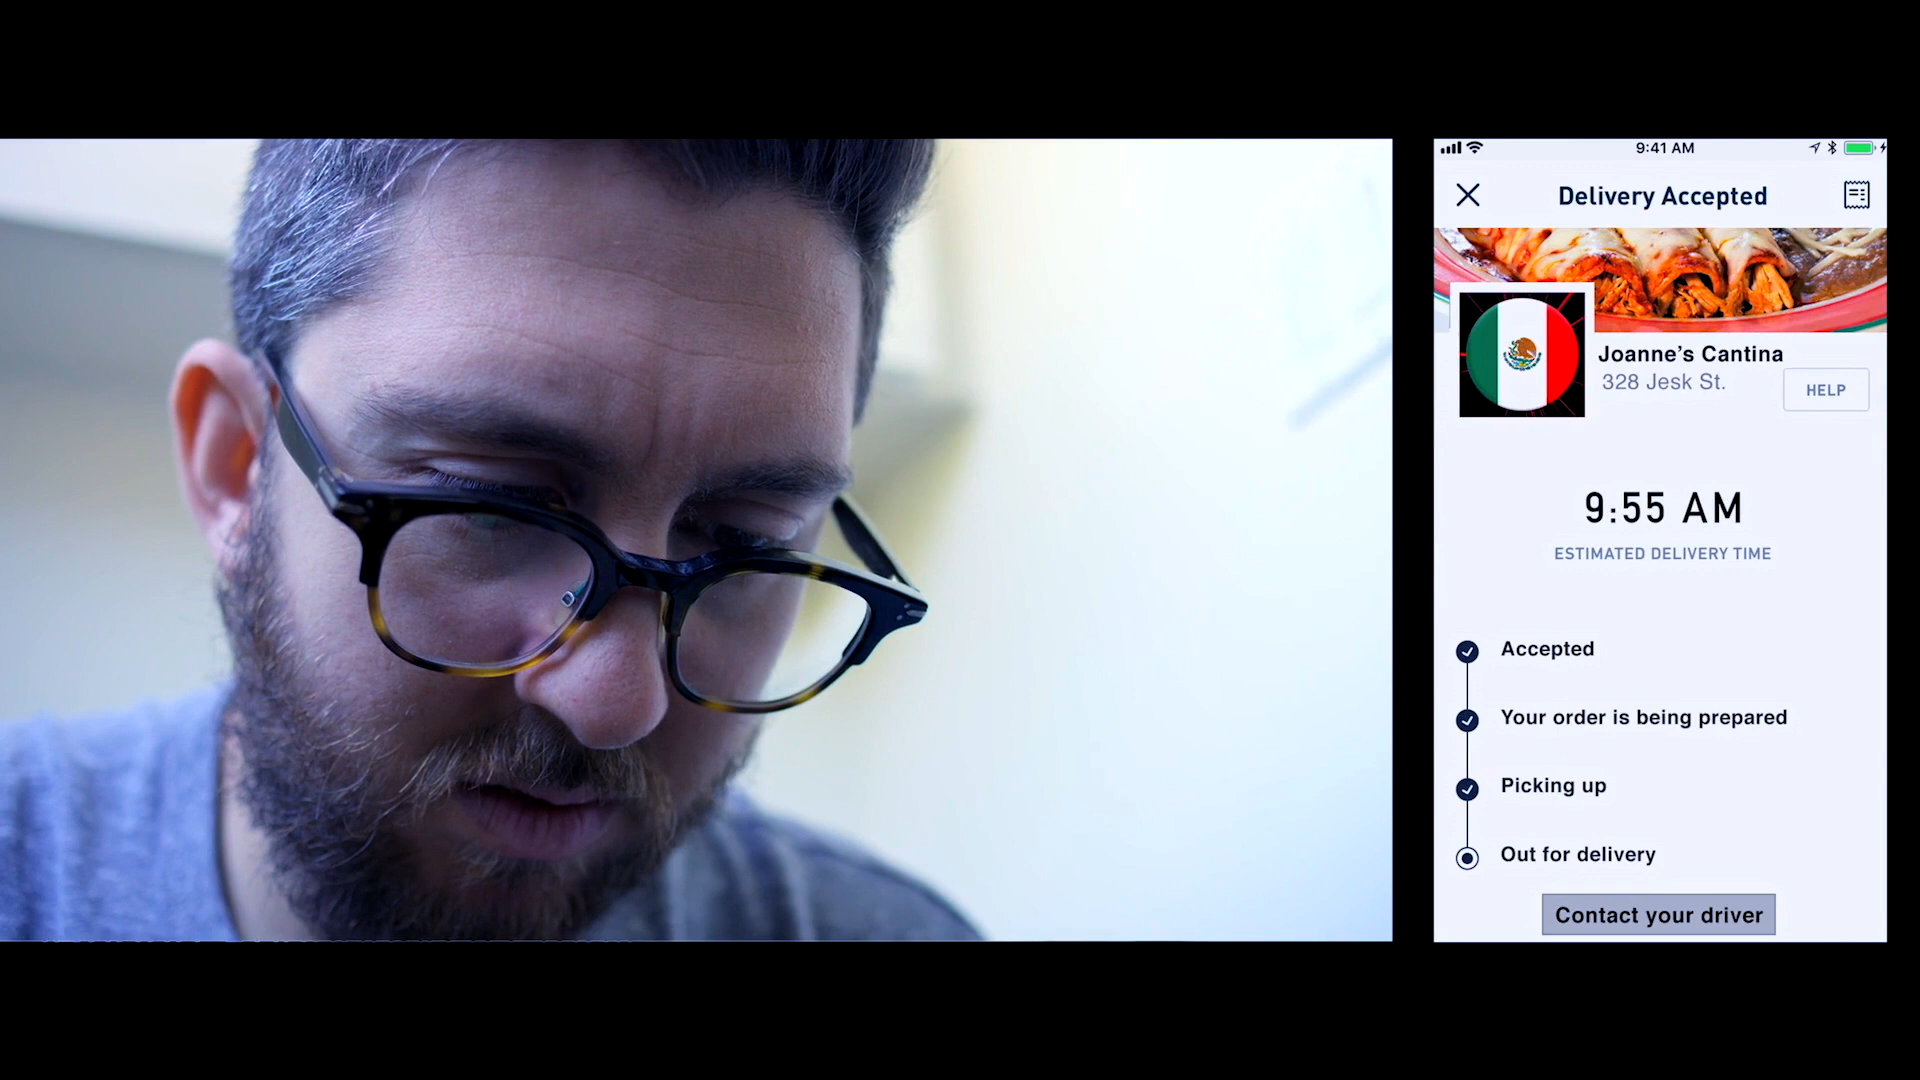 9:41 AM
Delivery Accepted
Joanne's Cantina
328 Jesk St.
HELP
9:55 AM
ESTIMATED DELIVERY TIME
Accepted
Your order is being prepared
Picking up
Out for delivery
Contact your driver